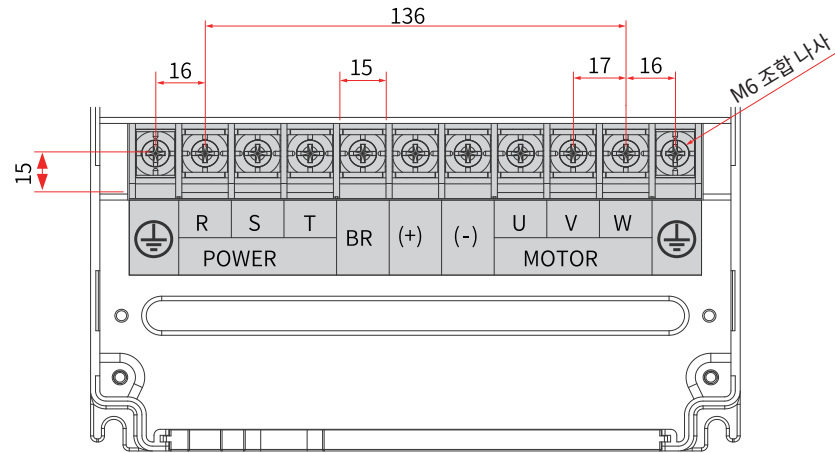 136
16
15
17
16
M6 조합 나사
15
R S T BR (+) (-) U V W
POWER MOTOR